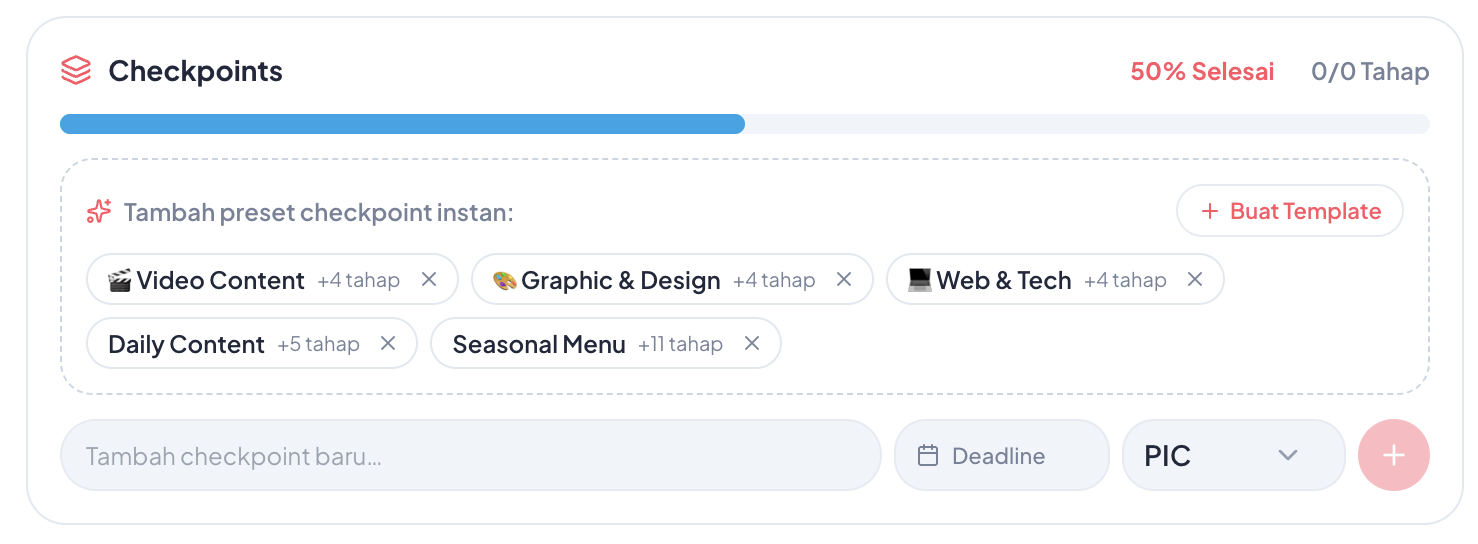 Checkpoints
50% Selesai 0/0 Tahap
Tambah preset checkpoint instan:
+ Buat Template
🎬 Video Content +4 tahap ×
🎨 Graphic & Design +4 tahap ×
💻 Web & Tech +4 tahap ×
Daily Content +5 tahap ×
Seasonal Menu +11 tahap ×
Tambah checkpoint baru...
Deadline
PIC